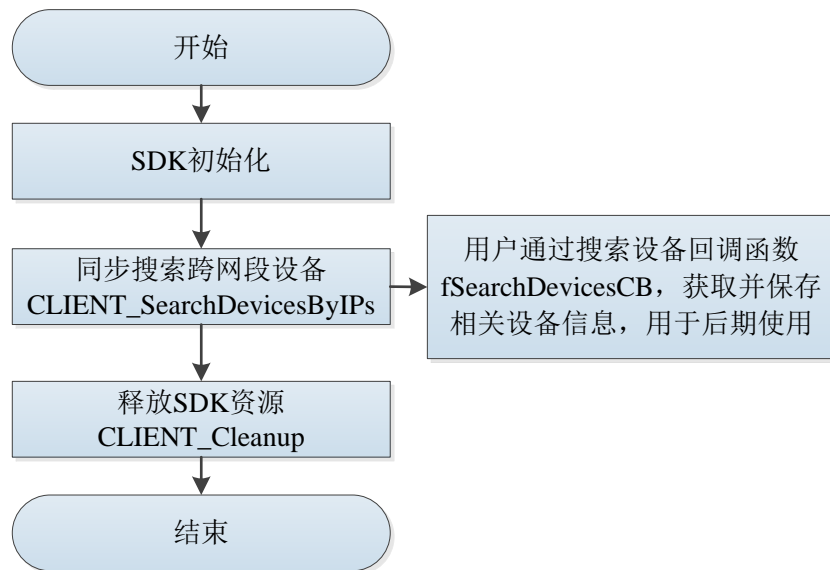 开始
SDK初始化
同步搜索跨网段设备
CLIENT_SearchDevicesByIPs
用户通过搜索设备回调函数
fSearchDevicesCB，获取并保存
相关设备信息，用于后期使用
释放SDK资源
CLIENT_Cleanup
结束